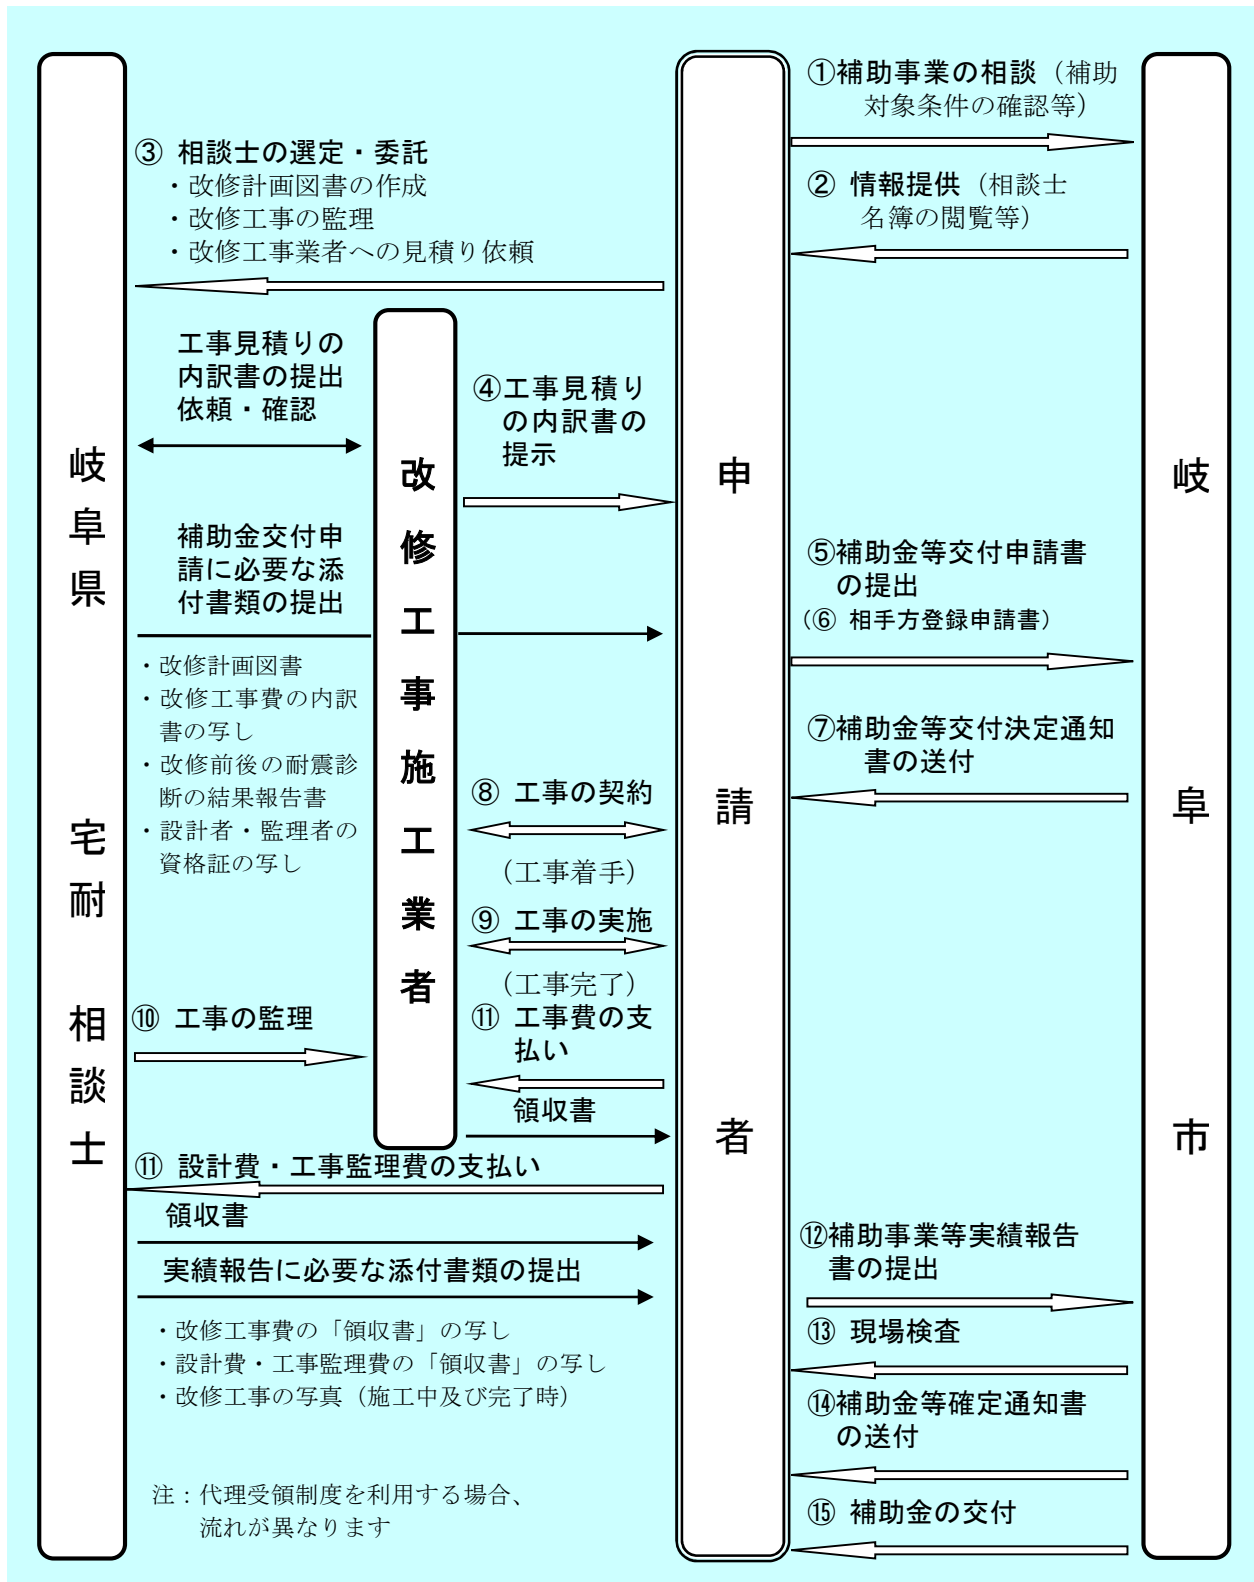 ①補助事業の相談（補助
対象条件の確認等）
② 情報提供（相談士
名簿の閲覧等）
③ 相談士の選定・委託
・改修計画図書の作成
・改修工事の監理
・改修工事業者への見積り依頼
工事見積りの
内訳書の提出
依頼・確認
④工事見積り
の内訳書の
提示
補助金交付申
請に必要な添
付書類の提出
・改修計画図書
・改修工事費の内訳
書の写し
・改修前後の耐震診
断の結果報告書
・設計者・監理者の
資格証の写し
⑤補助金等交付申請書
の提出
（⑥ 相手方登録申請書）
⑦補助金等交付決定通知
書の送付
⑧ 工事の契約
（工事着手）
⑨ 工事の実施
（工事完了）
⑩ 工事の監理
⑪ 工事費の支
払い
領収書
⑪ 設計費・工事監理費の支払い
領収書
実績報告に必要な添付書類の提出
・改修工事費の「領収書」の写し
・設計費・工事監理費の「領収書」の写し
・改修工事の写真（施工中及び完了時）
⑫補助事業等実績報告
書の提出
⑬ 現場検査
⑭補助金等確定通知書
の送付
⑮ 補助金の交付
注：代理受領制度を利用する場合、
流れが異なります
岐阜県 宅耐 相談士
改修工事施工業者
申請者
岐阜市